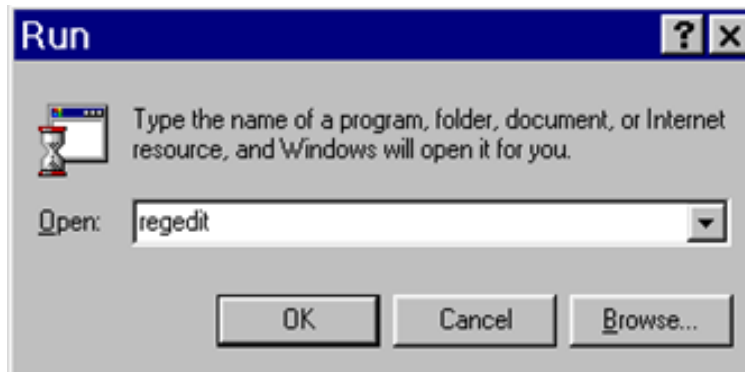 Run
Type the name of a program, folder, document, or Internet
resource, and Windows will open it for you.
Open: regedit
OK Cancel Browse...